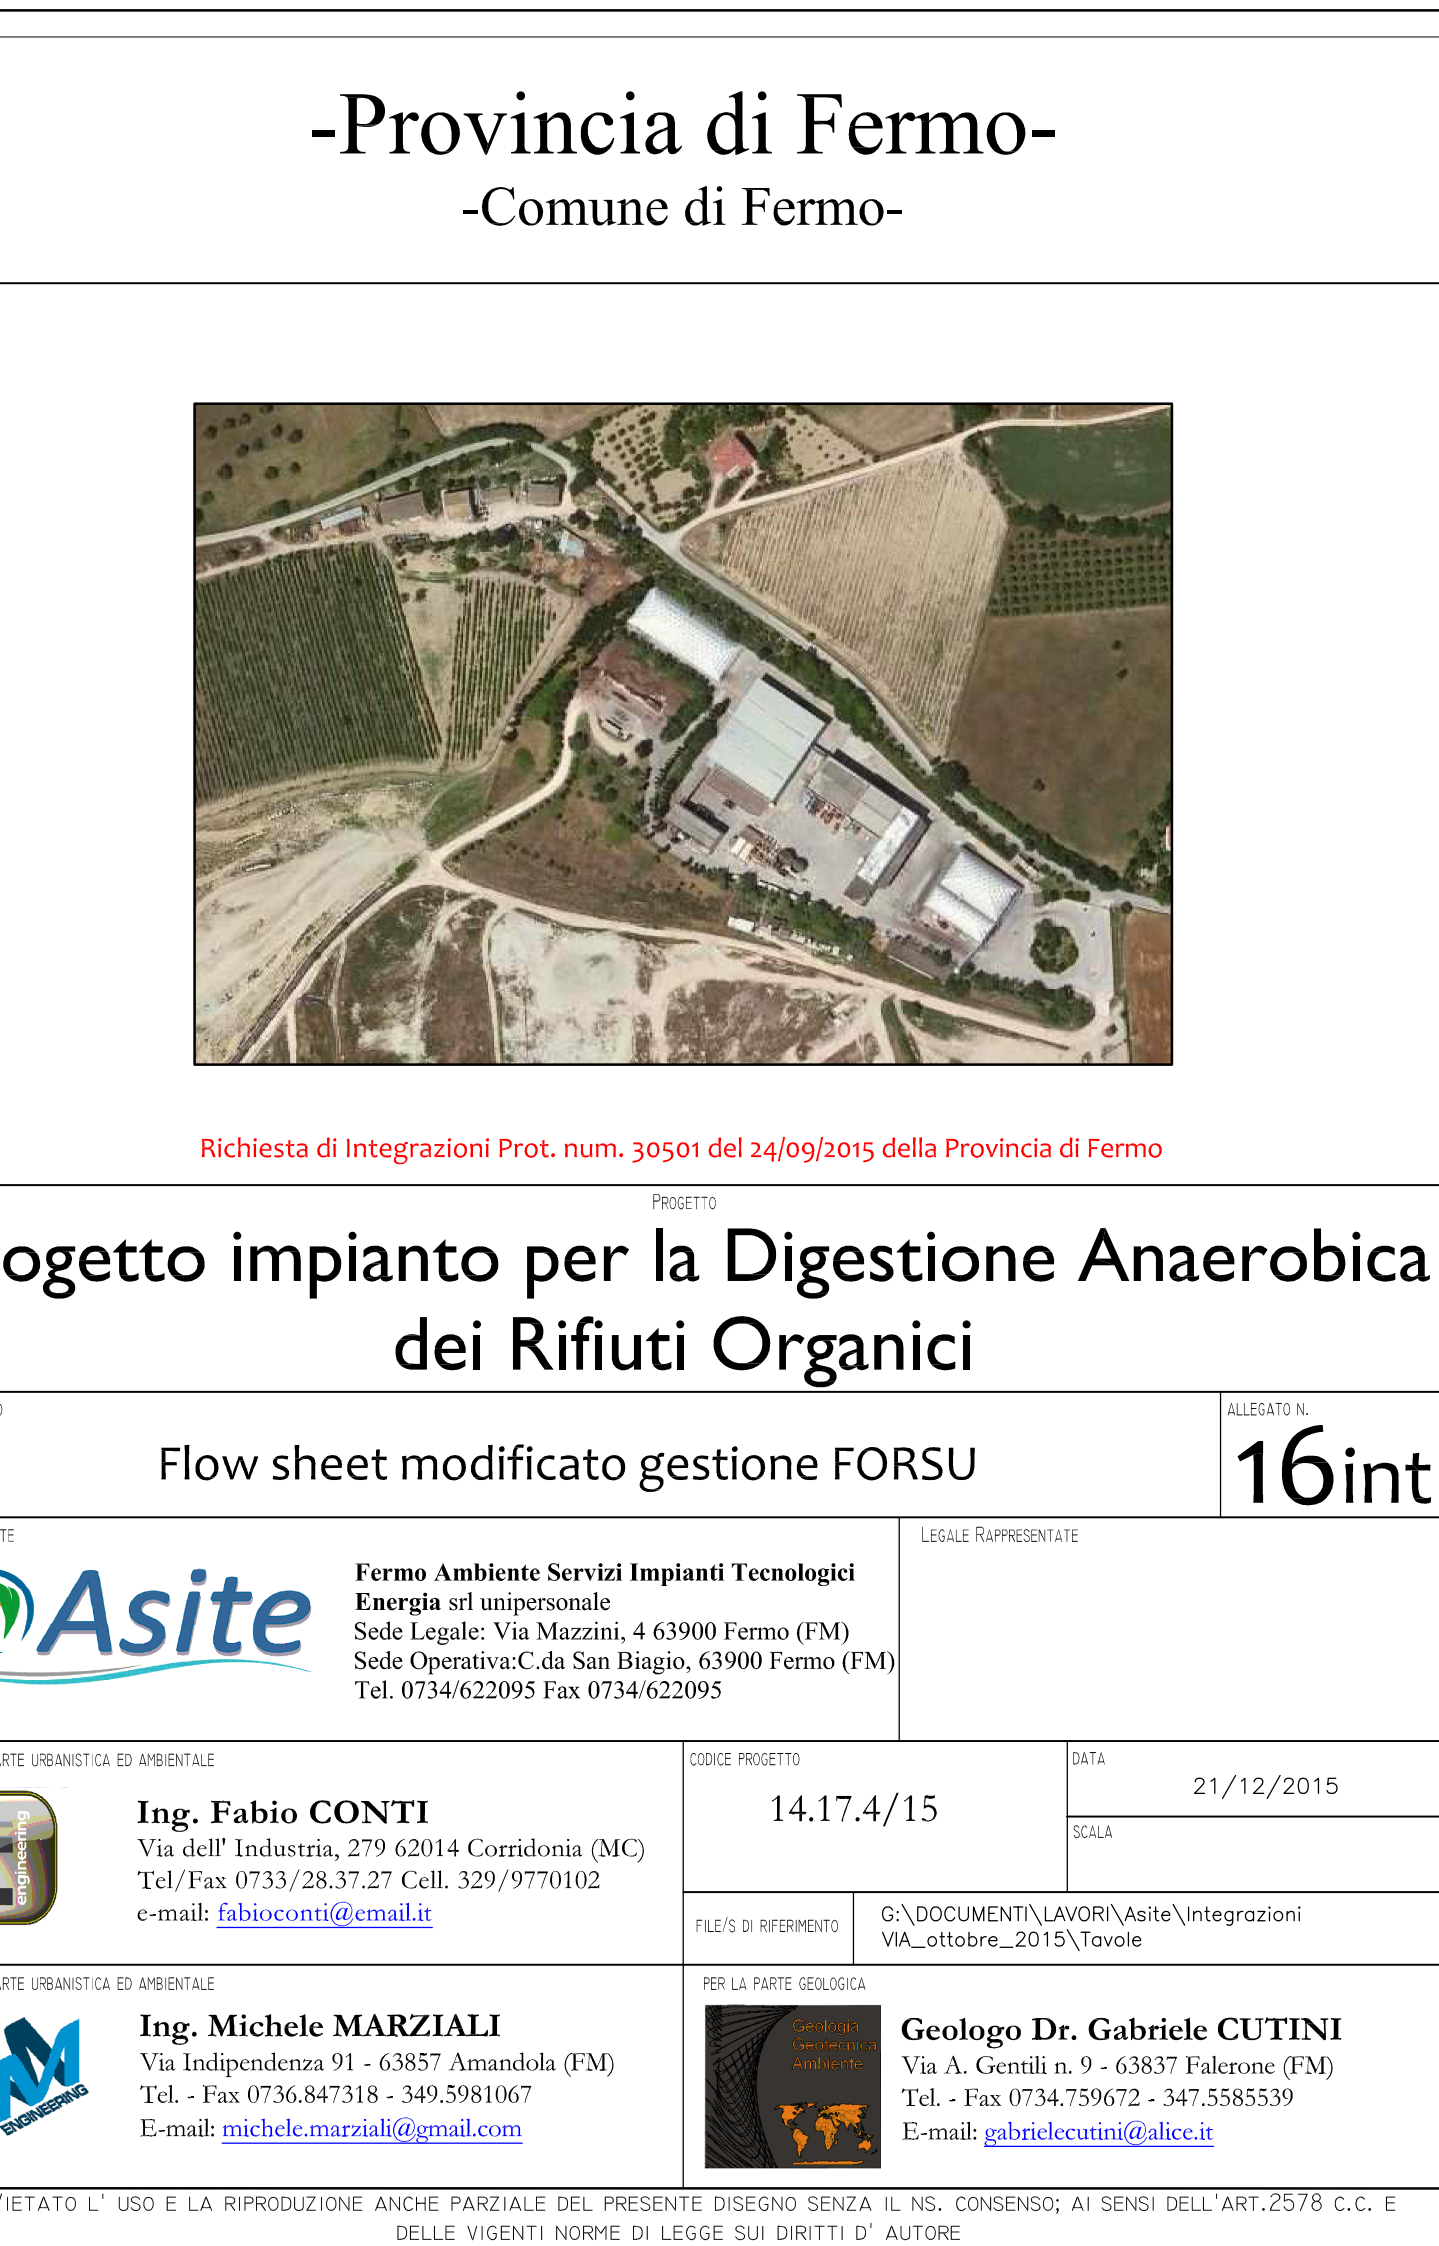 -Provincia di Fermo-
-Comune di Fermo-
Richiesta di Integrazioni Prot. num. 30501 del 24/09/2015 della Provincia di Fermo
PROGETTO
ogetto impianto per la Digestione Anaerobica
dei Rifiuti Organici
O
ALLEGATO N.
Flow sheet modificato gestione FORSU
16int
TE
LEGALE RAPPRESENTATE
Asite
Fermo Ambiente Servizi Impianti Tecnologici
Energia srl unipersonale
Sede Legale: Via Mazzini, 4 63900 Fermo (FM)
Sede Operativa:C.da San Biagio, 63900 Fermo (FM)
Tel. 0734/622095 Fax 0734/622095
ARTE URBANISTICA ED AMBIENTALE
engineering
Ing. Fabio CONTI
Via dell' Industria, 279 62014 Corridonia (MC)
Tel/Fax 0733/28.37.27 Cell. 329/9770102
e-mail: fabioconti@email.it
CODICE PROGETTO
14.17.4/15
DATA
21/12/2015
SCALA
FILE/S DI RIFERIMENTO
G:\DOCUMENTI\LAVORI\Asite\Integrazioni
VIA_ottobre_2015\Tavole
ARTE URBANISTICA ED AMBIENTALE
ENGINEERING
Ing. Michele MARZIALI
Via Indipendenza 91 - 63857 Amandola (FM)
Tel. - Fax 0736.847318 - 349.5981067
E-mail: michele.marziali@gmail.com
PER LA PARTE GEOLOGICA
Geologia
Geotecnica
Ambiente
Geologo Dr. Gabriele CUTINI
Via A. Gentili n. 9 - 63837 Falerone (FM)
Tel. - Fax 0734.759672 - 347.5585539
E-mail: gabrielecutini@alice.it
VIETATO L' USO E LA RIPRODUZIONE ANCHE PARZIALE DEL PRESENTE DISEGNO SENZA IL NS. CONSENSO; AI SENSI DELL'ART.2578 C.C. E
DELLE VIGENTI NORME DI LEGGE SUI DIRITTI D' AUTORE